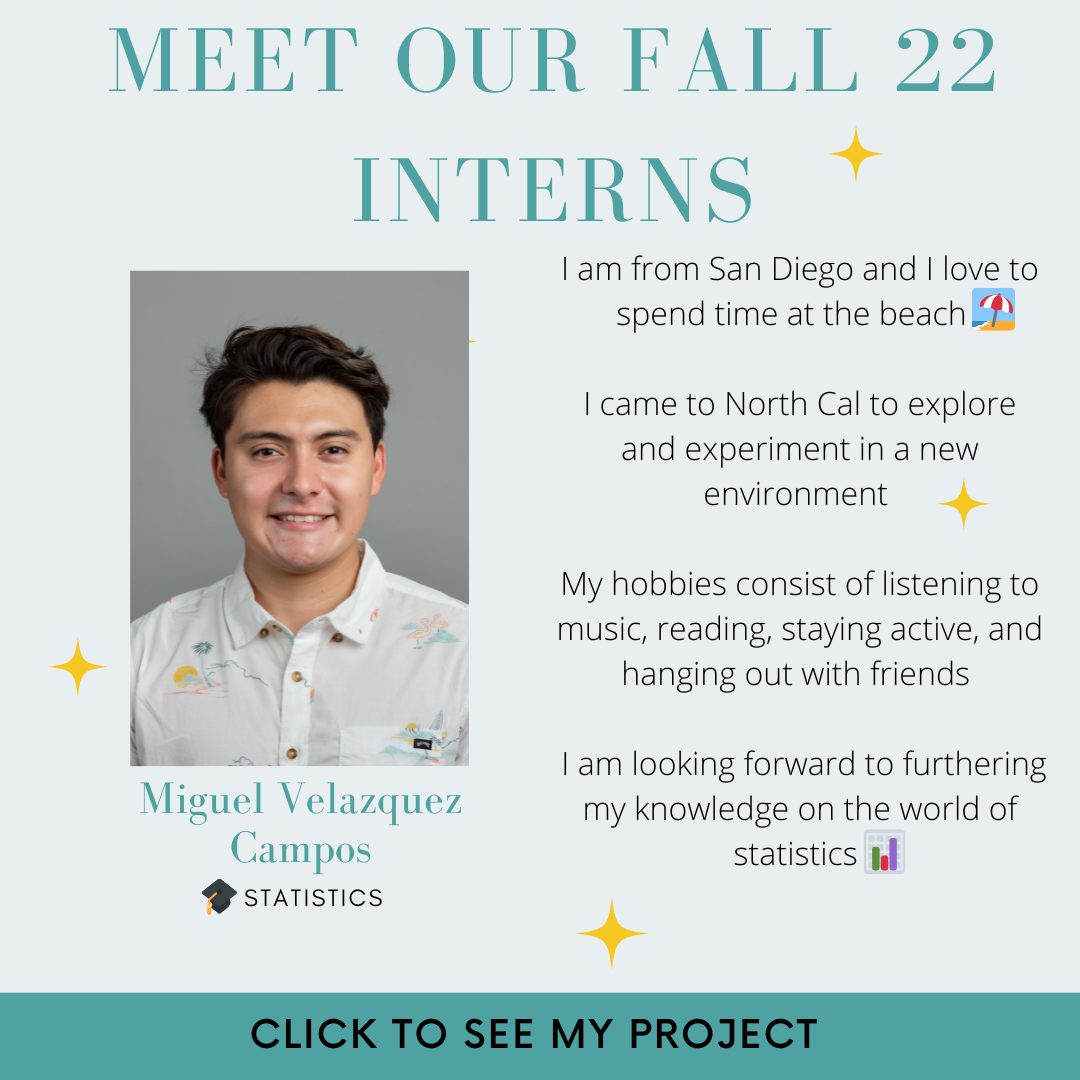 MEET OUR FALL 22
INTERNS
I am from San Diego and I love to
spend time at the beach
I came to North Cal to explore
and experiment in a new
environment
My hobbies consist of listening to
music, reading, staying active, and
hanging out with friends
I am looking forward to furthering
my knowledge on the world of
statistics
Miguel Velazquez
Campos
STATISTICS
CLICK TO SEE MY PROJECT